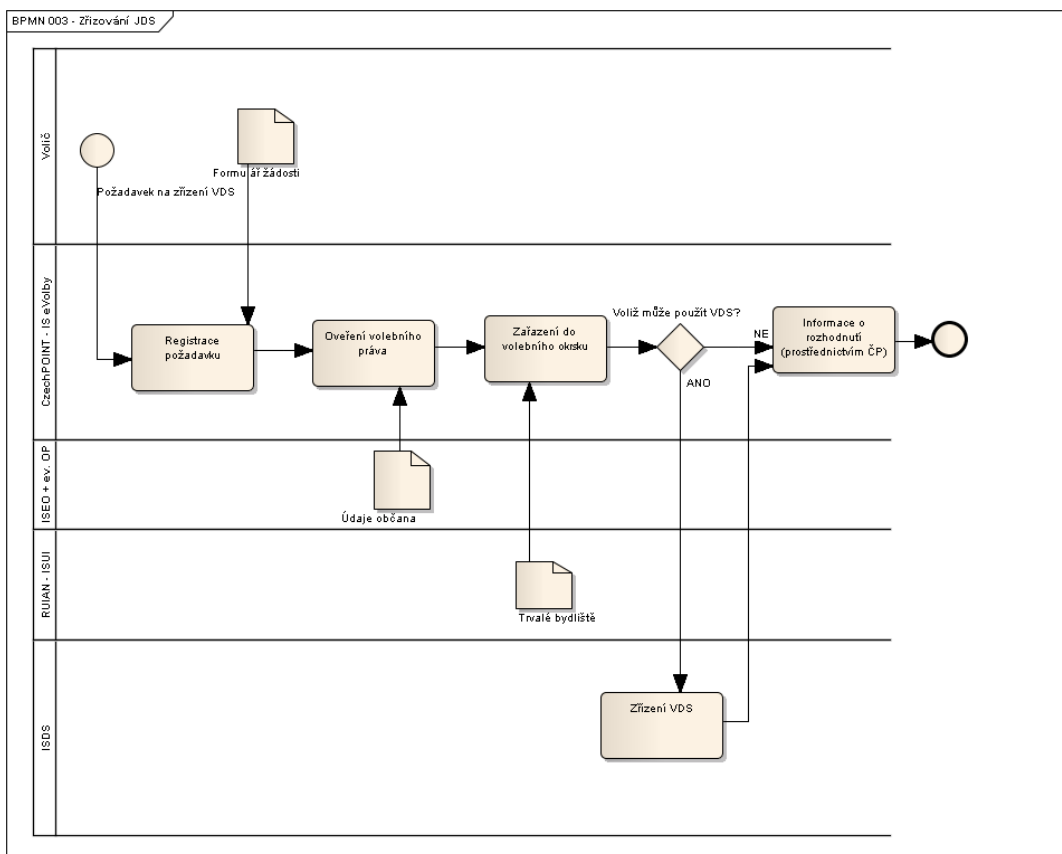 BPMN 003 - Zřizování JDS
Volič
Formulář žádosti
Požadavek na zřízení VDS
CzechPOINT - IS eVolby
Registrace
požadavku
Ověření volebního
práva
Zařazení do
volebního okrsku
Voliž může použít VDS?
NE
ANO
Informace o
rozhodnutí
(prostřednictvím ČP)
ISEO + ev. OP
Údaje občana
RUIAN - ISUI
Trvalé bydliště
ISDS
Zřízení VDS